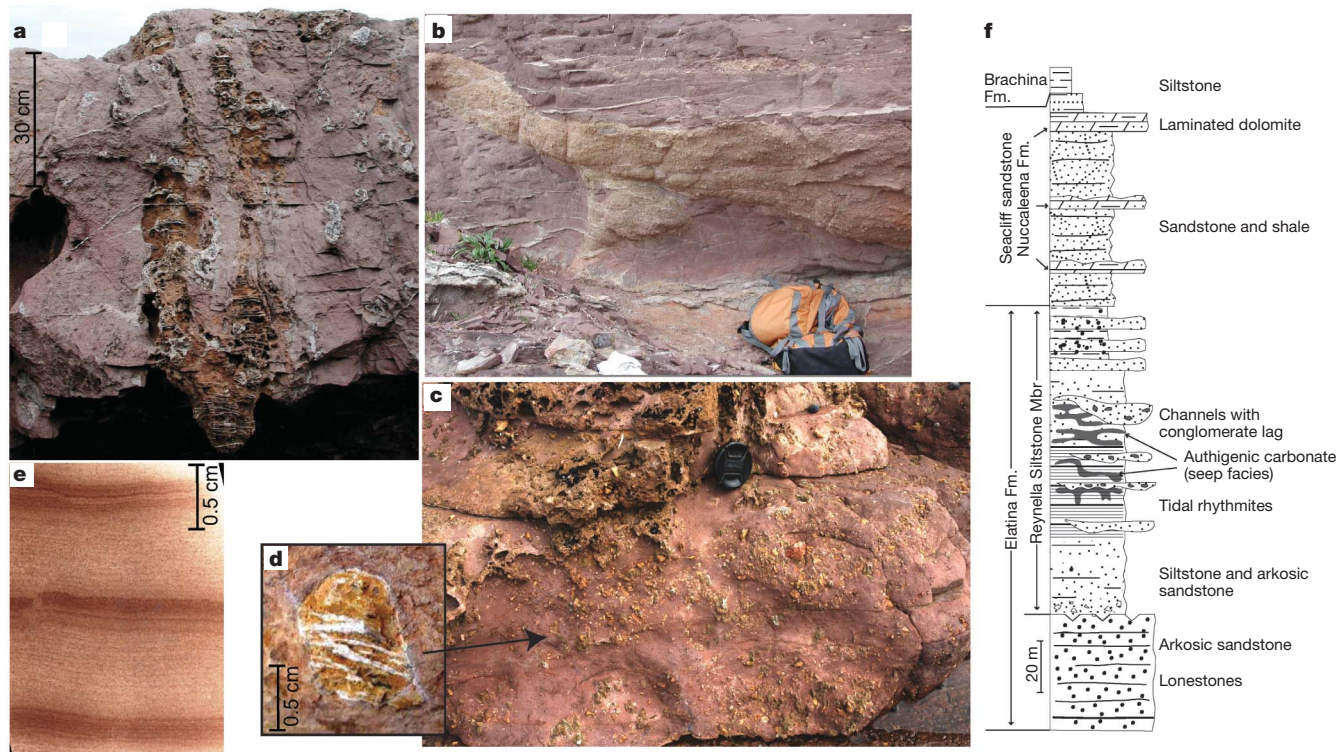 a
30 cm
b
c
d
0.5 cm
e
0.5 cm
f
Brachina
Fm.
Siltstone
Laminated dolomite
Seacliff sandstone
Nuccaleena Fm.
Sandstone and shale
Elatina Fm.
Reynella Siltstone Mbr
Channels with
conglomerate lag
Authigenic carbonate
(seep facies)
Tidal rhythmites
Siltstone and arkosic
sandstone
Arkosic sandstone
20 m
Lonestones